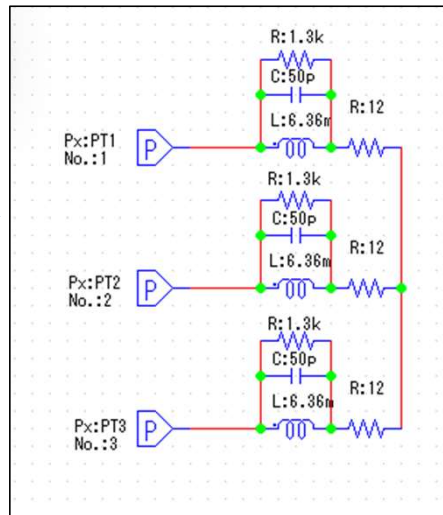 R:1.3k
C:50p
L:6.36m
R:12
Px:PT1
No.:1
P
R:1.3k
C:50p
L:6.36m
R:12
Px:PT2
No.:2
P
R:1.3k
C:50p
L:6.36m
R:12
Px:PT3
No.:3
P